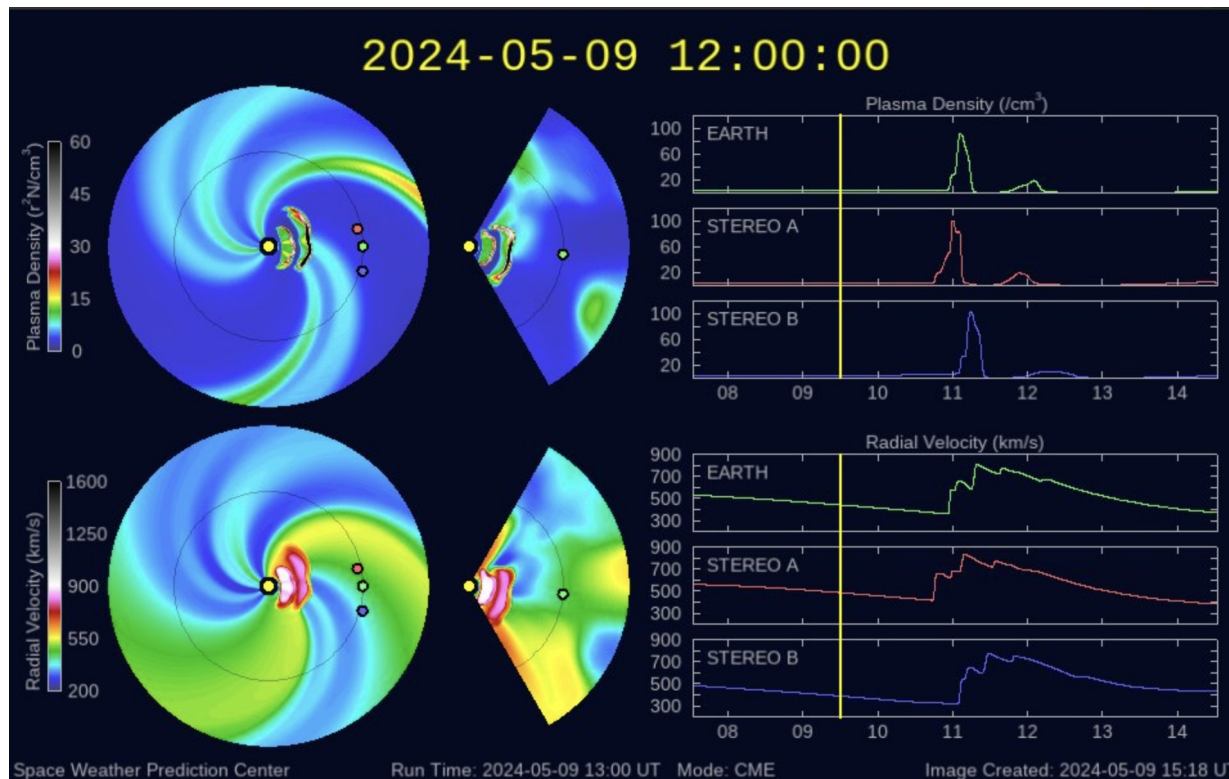 2024-05-09 12:00:00
Plasma Density (r²N/cm³)
60
45
30
15
0
Plasma Density (/cm³)
EARTH
100
60
20
STEREO A
100
60
20
STEREO B
100
60
20
08 09 10 11 12 13 14
Radial Velocity (km/s)
1600
1250
900
550
200
Radial Velocity (km/s)
EARTH
900
700
500
300
STEREO A
900
700
500
300
STEREO B
900
700
500
300
08 09 10 11 12 13 14
Space Weather Prediction Center Run Time: 2024-05-09 13:00 UT Mode: CME Image Created: 2024-05-09 15:18 U